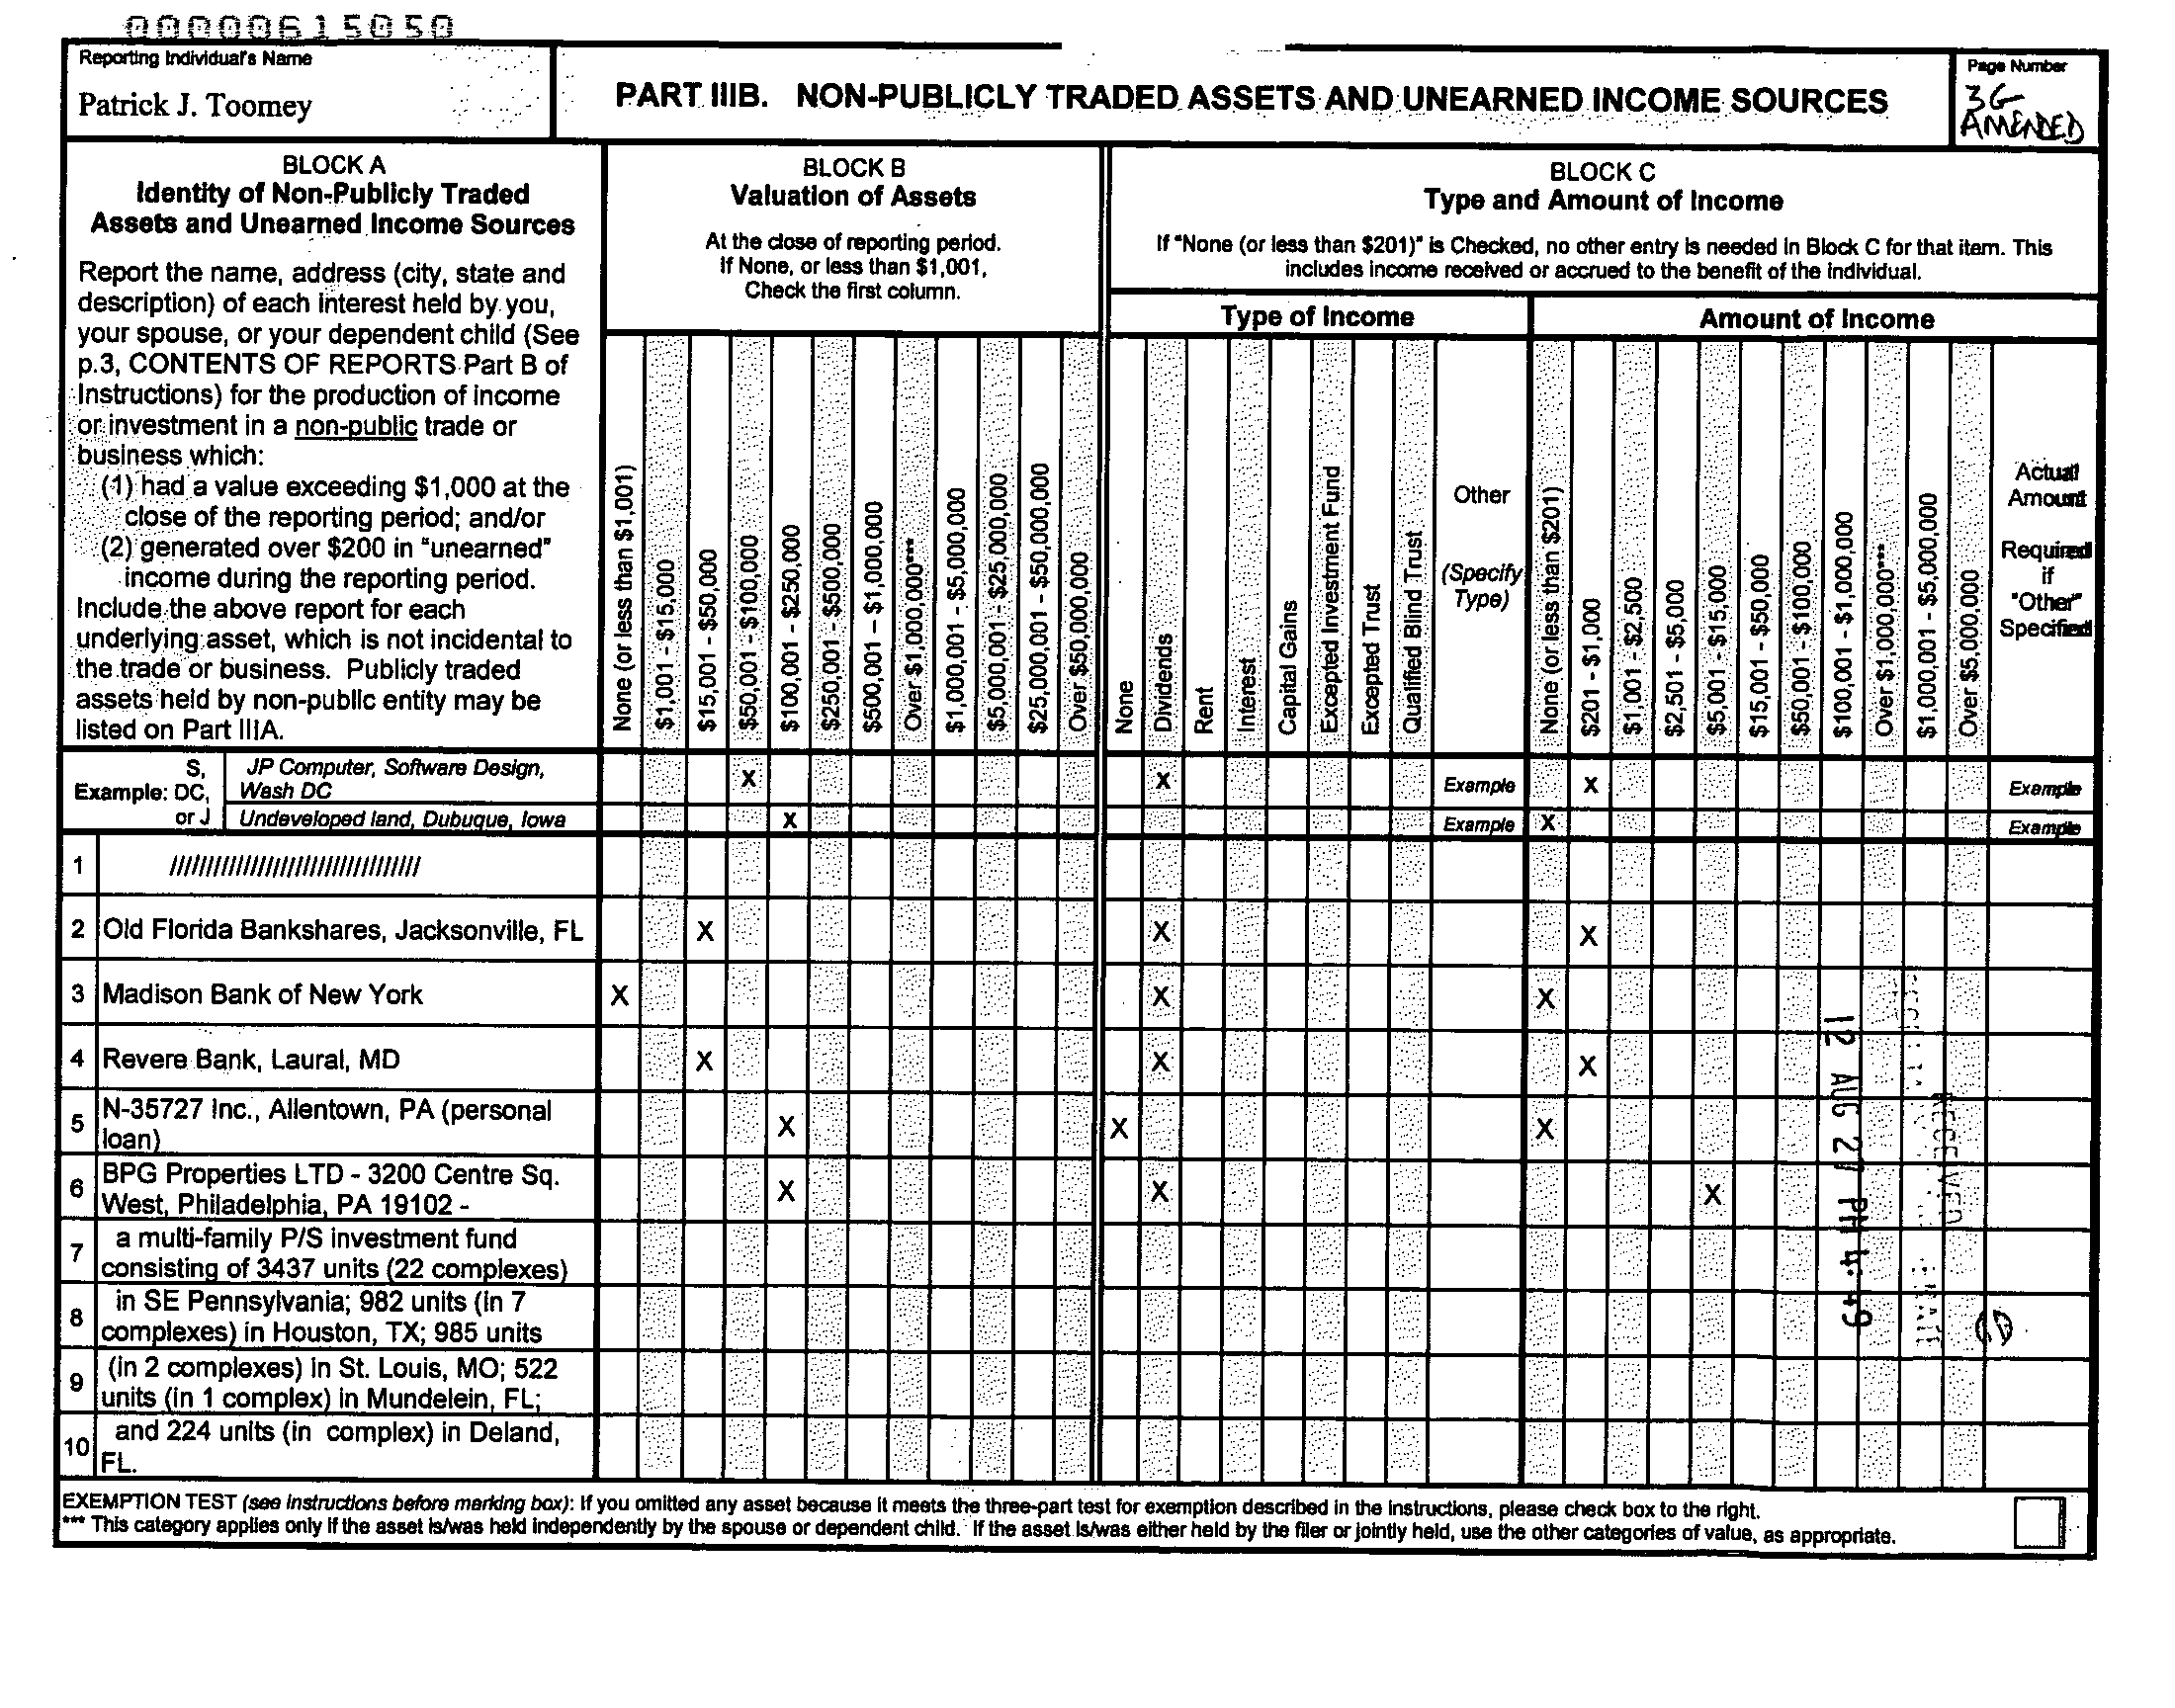 00000615050
Reporting Individual's Name
Patrick J. Toomey
PART IIIB. NON-PUBLICLY TRADED ASSETS AND UNEARNED INCOME SOURCES
Page Number
3G
AMENDED
BLOCK A
Identity of Non-Publicly Traded
Assets and Unearned Income Sources
Report the name, address (city, state and
description) of each interest held by you,
your spouse, or your dependent child (See
p.3, CONTENTS OF REPORTS Part B of
Instructions) for the production of income
or investment in a non-public trade or
business which:
(1) had a value exceeding $1,000 at the
close of the reporting period; and/or
(2) generated over $200 in "unearned"
income during the reporting period.
Include the above report for each
underlying asset, which is not incidental to
the trade or business. Publicly traded
assets held by non-public entity may be
listed on Part IIIA.
BLOCK B
Valuation of Assets
At the close of reporting period.
If None, or less than $1,001,
Check the first column.
None (or less than $1,001)
$1,001 - $15,000
$15,001 - $50,000
$50,001 - $100,000
$100,001 - $250,000
$250,001 - $500,000
$500,001 – $1,000,000
Over $1,000,000***
$1,000,001 - $5,000,000
$5,000,001 - $25,000,000
$25,000,001 - $50,000,000
Over $50,000,000
BLOCK C
Type and Amount of Income
If "None (or less than $201)" is Checked, no other entry is needed in Block C for that item. This
includes income received or accrued to the benefit of the individual.
Type of Income
None
Dividends
Rent
Interest
Capital Gains
Excepted Investment Fund
Excepted Trust
Qualified Blind Trust
Other
(Specify
Type)
Amount of Income
None (or less than $201)
$201 - $1,000
$1,001 - $2,500
$2,501 - $5,000
$5,001 - $15,000
$15,001 - $50,000
$50,001 - $100,000
$100,001 - $1,000,000
Over $1,000,000***
$1,000,001 - $5,000,000
Over $5,000,000
Actual
Amount
Required
if
"Other"
Specified
S,
Example: DC,
or J
JP Computer, Software Design,
Wash DC
X X Example X Example
Undeveloped land, Dubuque, Iowa X Example X Example
1 //////////////////////////////////
2 Old Florida Bankshares, Jacksonville, FL X X X
3 Madison Bank of New York X X X
4 Revere Bank, Laural, MD X X X
5 N-35727 Inc., Allentown, PA (personal
loan) X X X
6 BPG Properties LTD - 3200 Centre Sq.
West, Philadelphia, PA 19102 - X X X
7 a multi-family P/S investment fund
consisting of 3437 units (22 complexes)
8 in SE Pennsylvania; 982 units (in 7
complexes) in Houston, TX; 985 units
9 (in 2 complexes) in St. Louis, MO; 522
units (in 1 complex) in Mundelein, FL;
10 and 224 units (in complex) in Deland,
FL.
12 AUG 27 PM 4:49
RECEIVED
EXEMPTION TEST (see instructions before marking box): If you omitted any asset because it meets the three-part test for exemption described in the instructions, please check box to the right.
*** This category applies only if the asset is/was held independently by the spouse or dependent child. If the asset is/was either held by the filer or jointly held, use the other categories of value, as appropriate.